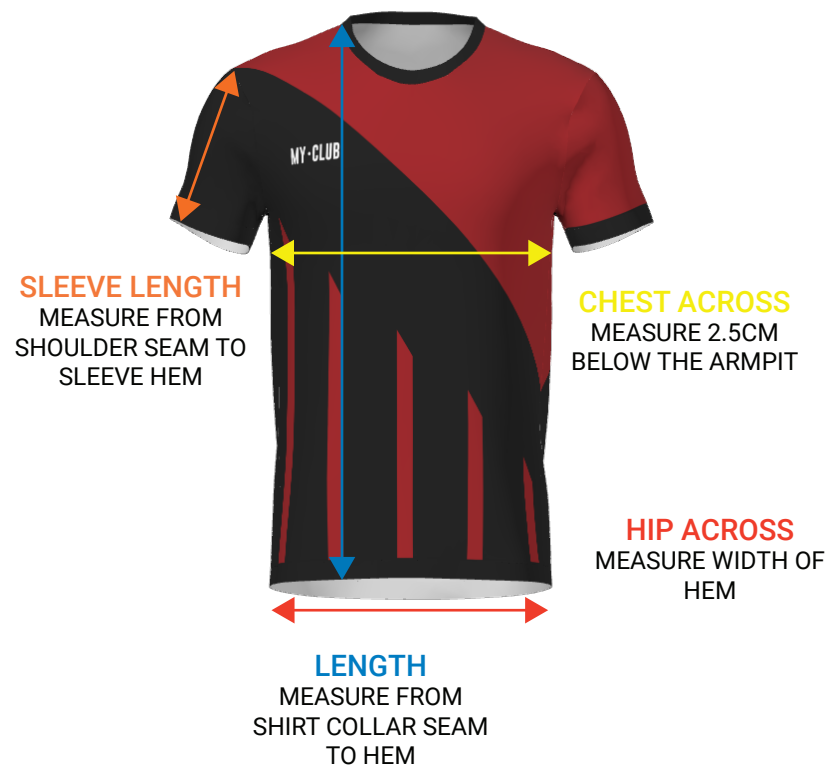 MY·CLUB
SLEEVE LENGTH
MEASURE FROM
SHOULDER SEAM TO
SLEEVE HEM
CHEST ACROSS
MEASURE 2.5CM
BELOW THE ARMPIT
HIP ACROSS
MEASURE WIDTH OF
HEM
LENGTH
MEASURE FROM
SHIRT COLLAR SEAM
TO HEM